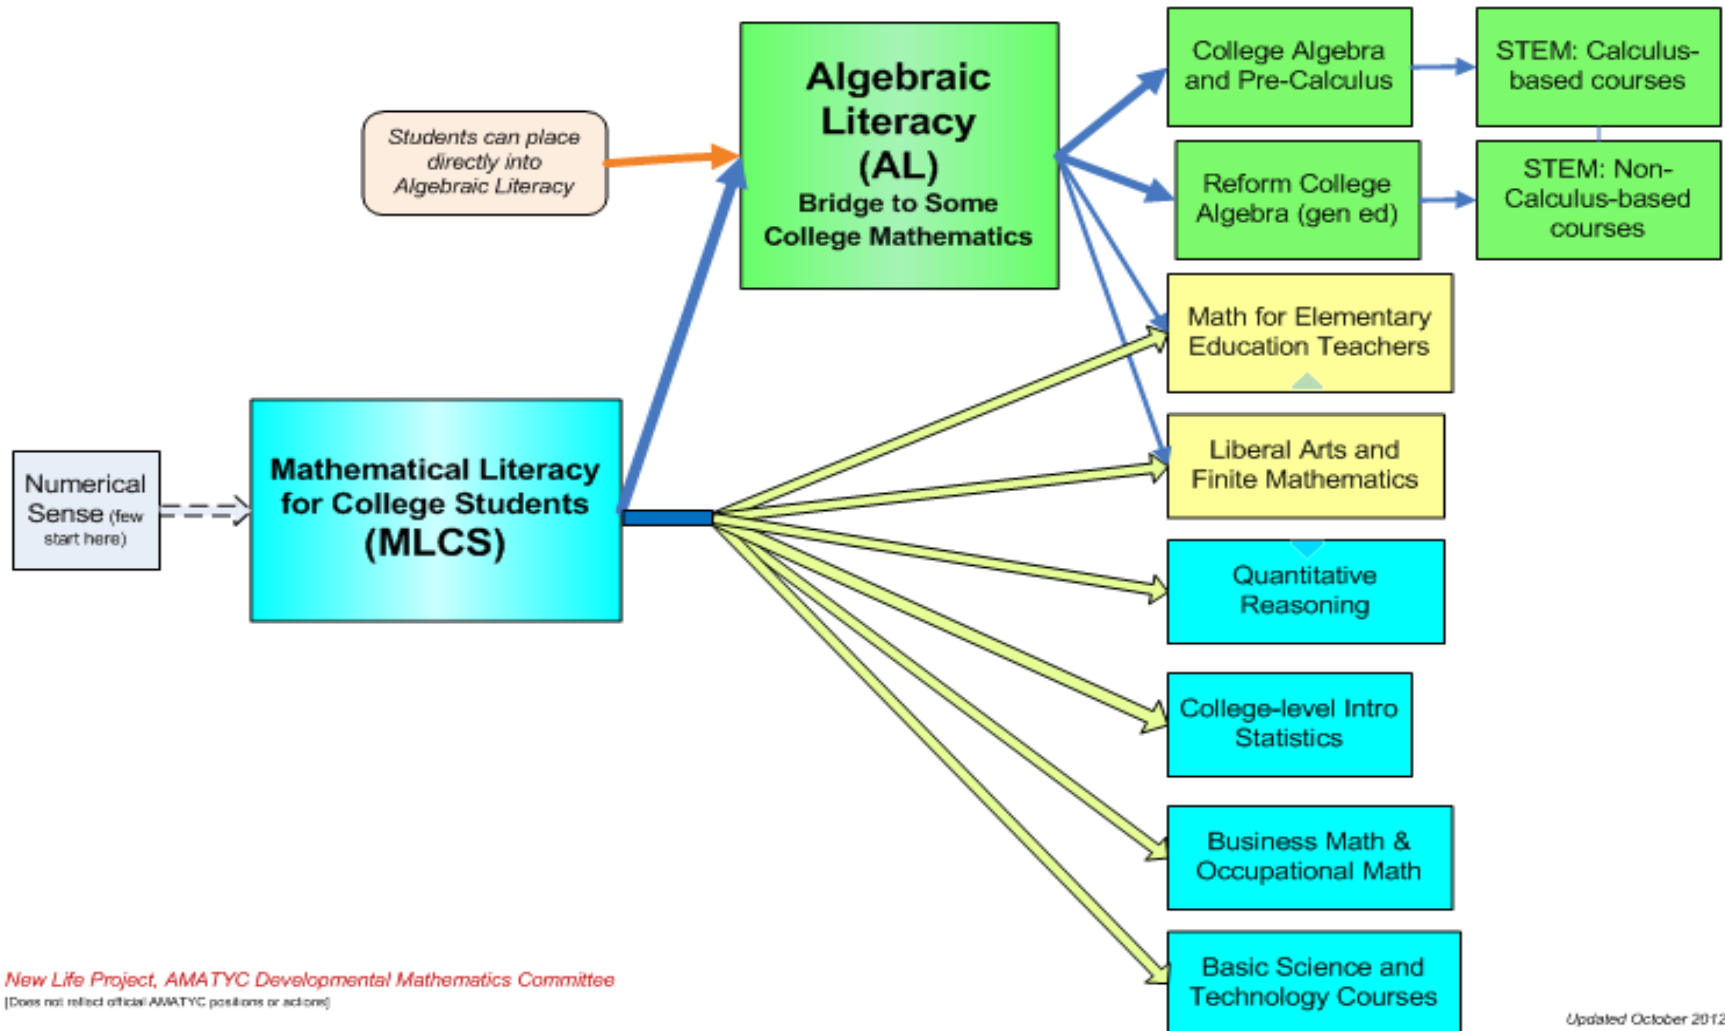 Students can place
directly into
Algebraic Literacy
Algebraic
Literacy
(AL)
Bridge to Some
College Mathematics
College Algebra
and Pre-Calculus
STEM: Calculus-
based courses
Reform College
Algebra (gen ed)
STEM: Non-
Calculus-based
courses
Math for Elementary
Education Teachers
Numerical
Sense (few
start here)
Mathematical Literacy
for College Students
(MLCS)
Liberal Arts and
Finite Mathematics
Quantitative
Reasoning
College-level Intro
Statistics
Business Math &
Occupational Math
Basic Science and
Technology Courses
New Life Project, AMATYC Developmental Mathematics Committee
[Does not reflect official AMATYC positions or actions]
Updated October 2012